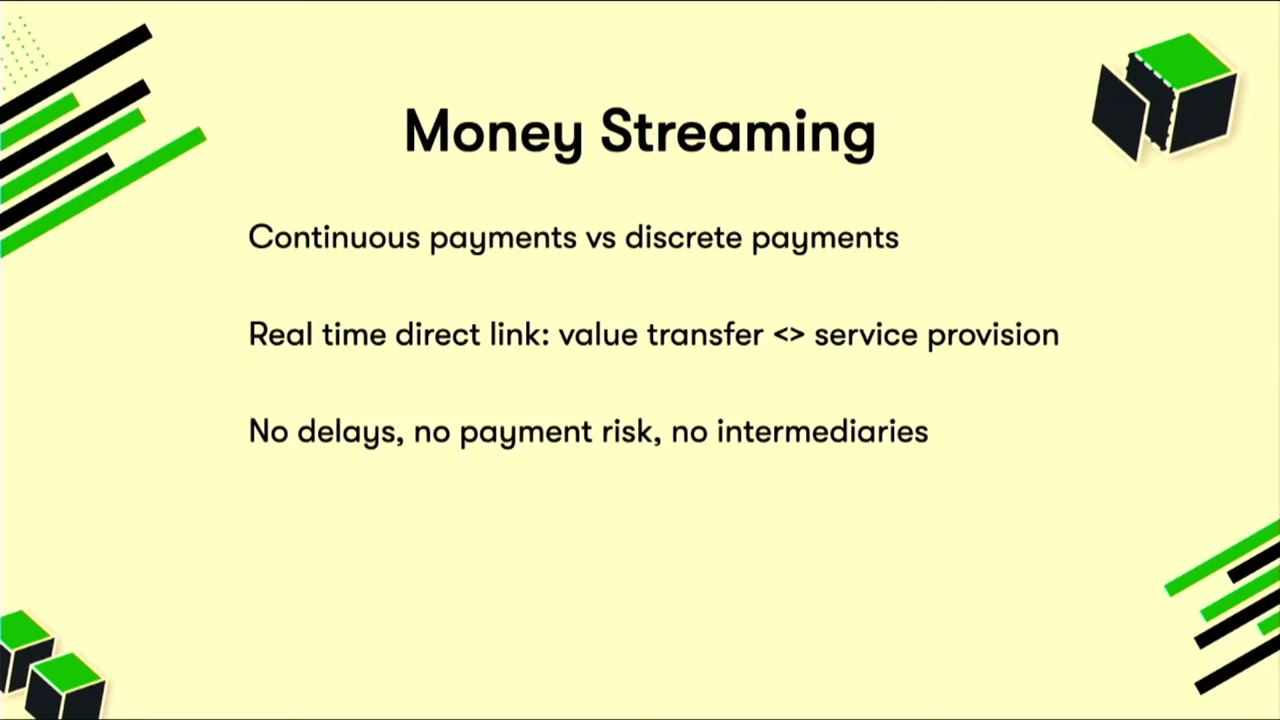 Money Streaming
Continuous payments vs discrete payments
Real time direct link: value transfer <> service provision
No delays, no payment risk, no intermediaries